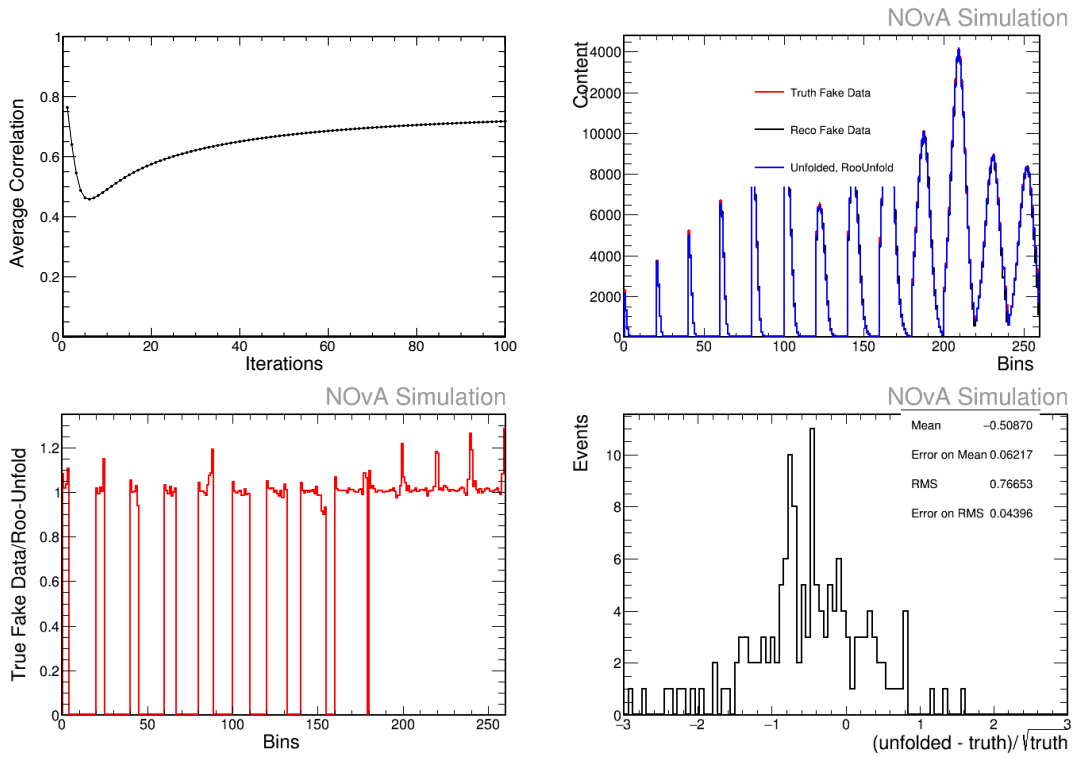 NOvA Simulation
1
0.8
0.6
0.4
0.2
0
0 20 40 60 80 100
Average Correlation
Iterations
Content
4000
2000
10000
8000
6000
4000
2000
0
0 50 100 150 200 250
Bins
Truth Fake Data
Reco Fake Data
Unfolded, RooUnfold
NOvA Simulation
True Fake Data/Roo-Unfold
1.2
1
0.8
0.6
0.4
0.2
0
0 50 100 150 200 250
Bins
NOvA Simulation
Events
Mean −0.50870
Error on Mean 0.06217
RMS 0.76653
Error on RMS 0.04396
10
8
6
4
2
0
−3 −2 −1 0 1 2 3
(unfolded - truth)/ √truth